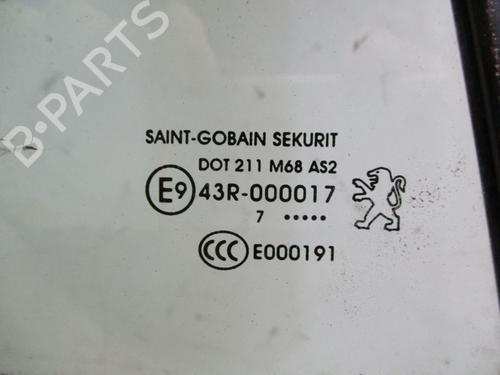 B-PARTS
SAINT-GOBAIN SEKURIT
DOT 211 M68 AS2
E9 43R-000017
7 •••••
CCC E000191